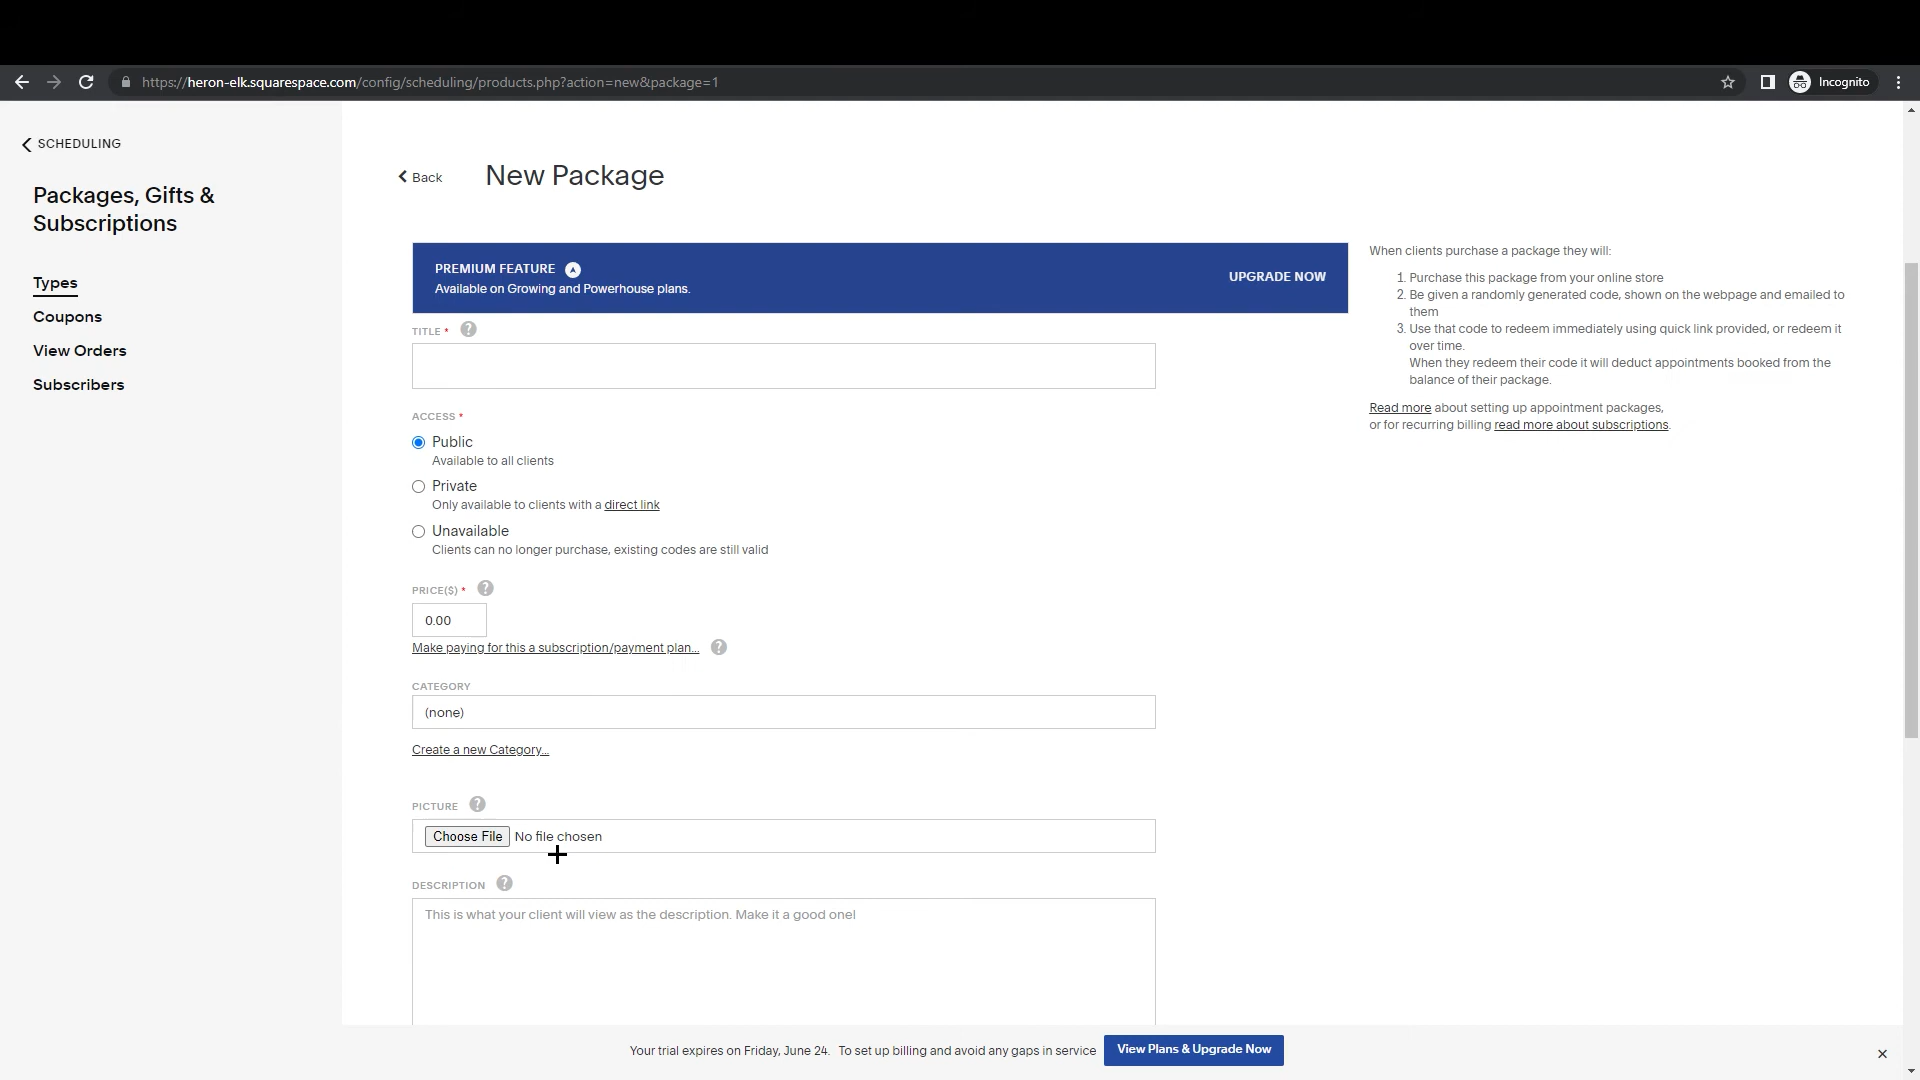 https://heron-elk.squarespace.com/config/scheduling/products.php?action=new&package=1
Incognito
SCHEDULING
Packages, Gifts &
Subscriptions
Types
Coupons
View Orders
Subscribers
Back
New Package
PREMIUM FEATURE
Available on Growing and Powerhouse plans.
UPGRADE NOW
TITLE * ?
ACCESS *
Public
Available to all clients
Private
Only available to clients with a direct link
Unavailable
Clients can no longer purchase, existing codes are still valid
PRICE($) * ?
0.00
Make paying for this a subscription/payment plan... ?
CATEGORY
(none)
Create a new Category...
PICTURE ?
Choose File No file chosen
DESCRIPTION ?
This is what your client will view as the description. Make it a good one!
When clients purchase a package they will:
1. Purchase this package from your online store
2. Be given a randomly generated code, shown on the webpage and emailed to
them
3. Use that code to redeem immediately using quick link provided, or redeem it
over time.
When they redeem their code it will deduct appointments booked from the
balance of their package.
Read more about setting up appointment packages,
or for recurring billing read more about subscriptions.
Your trial expires on Friday, June 24. To set up billing and avoid any gaps in service
View Plans & Upgrade Now